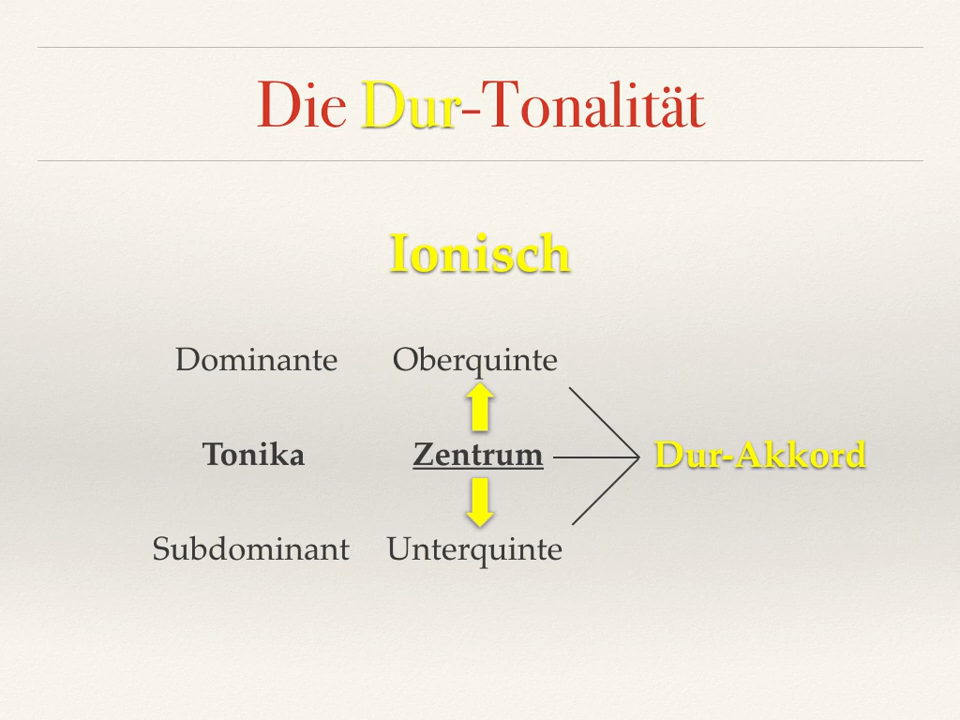 Die Dur-Tonalität
Ionisch
Dominante Oberquinte
Tonika Zentrum Dur-Akkord
Subdominant Unterquinte